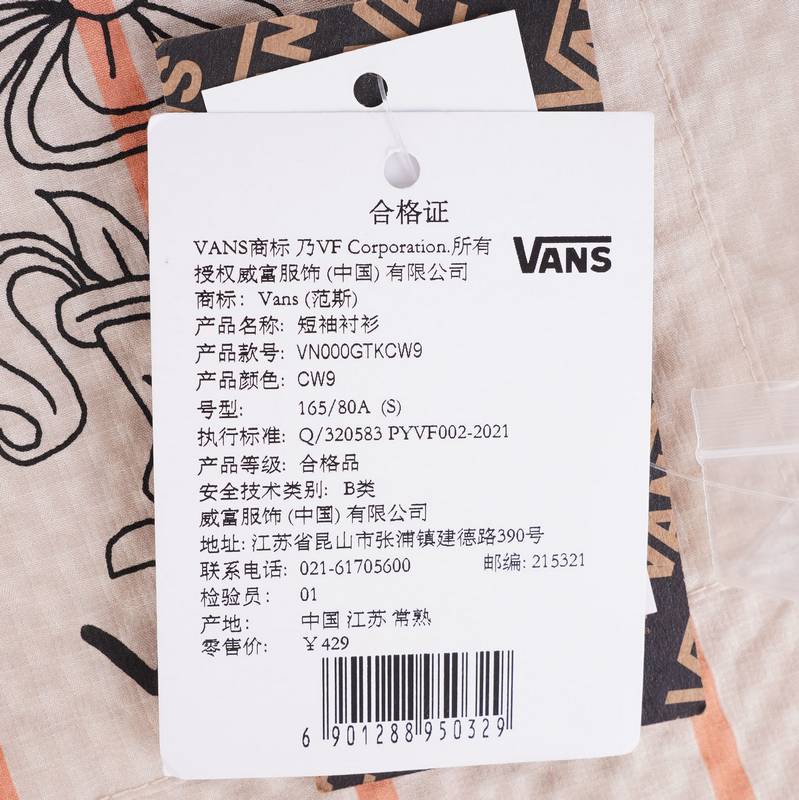 合格证
VANS商标 乃VF Corporation.所有
VANS
授权威富服饰 (中国) 有限公司
商标: Vans (范斯)
产品名称: 短袖衬衫
产品款号: VN000GTKCW9
产品颜色: CW9
号型: 165/80A (S)
执行标准: Q/320583 PYVF002-2021
产品等级: 合格品
安全技术类别: B类
威富服饰 (中国) 有限公司
地址: 江苏省昆山市张浦镇建德路390号
联系电话: 021-61705600 邮编: 215321
检验员: 01
产地: 中国 江苏 常熟
零售价: ¥429
6 901288 950329